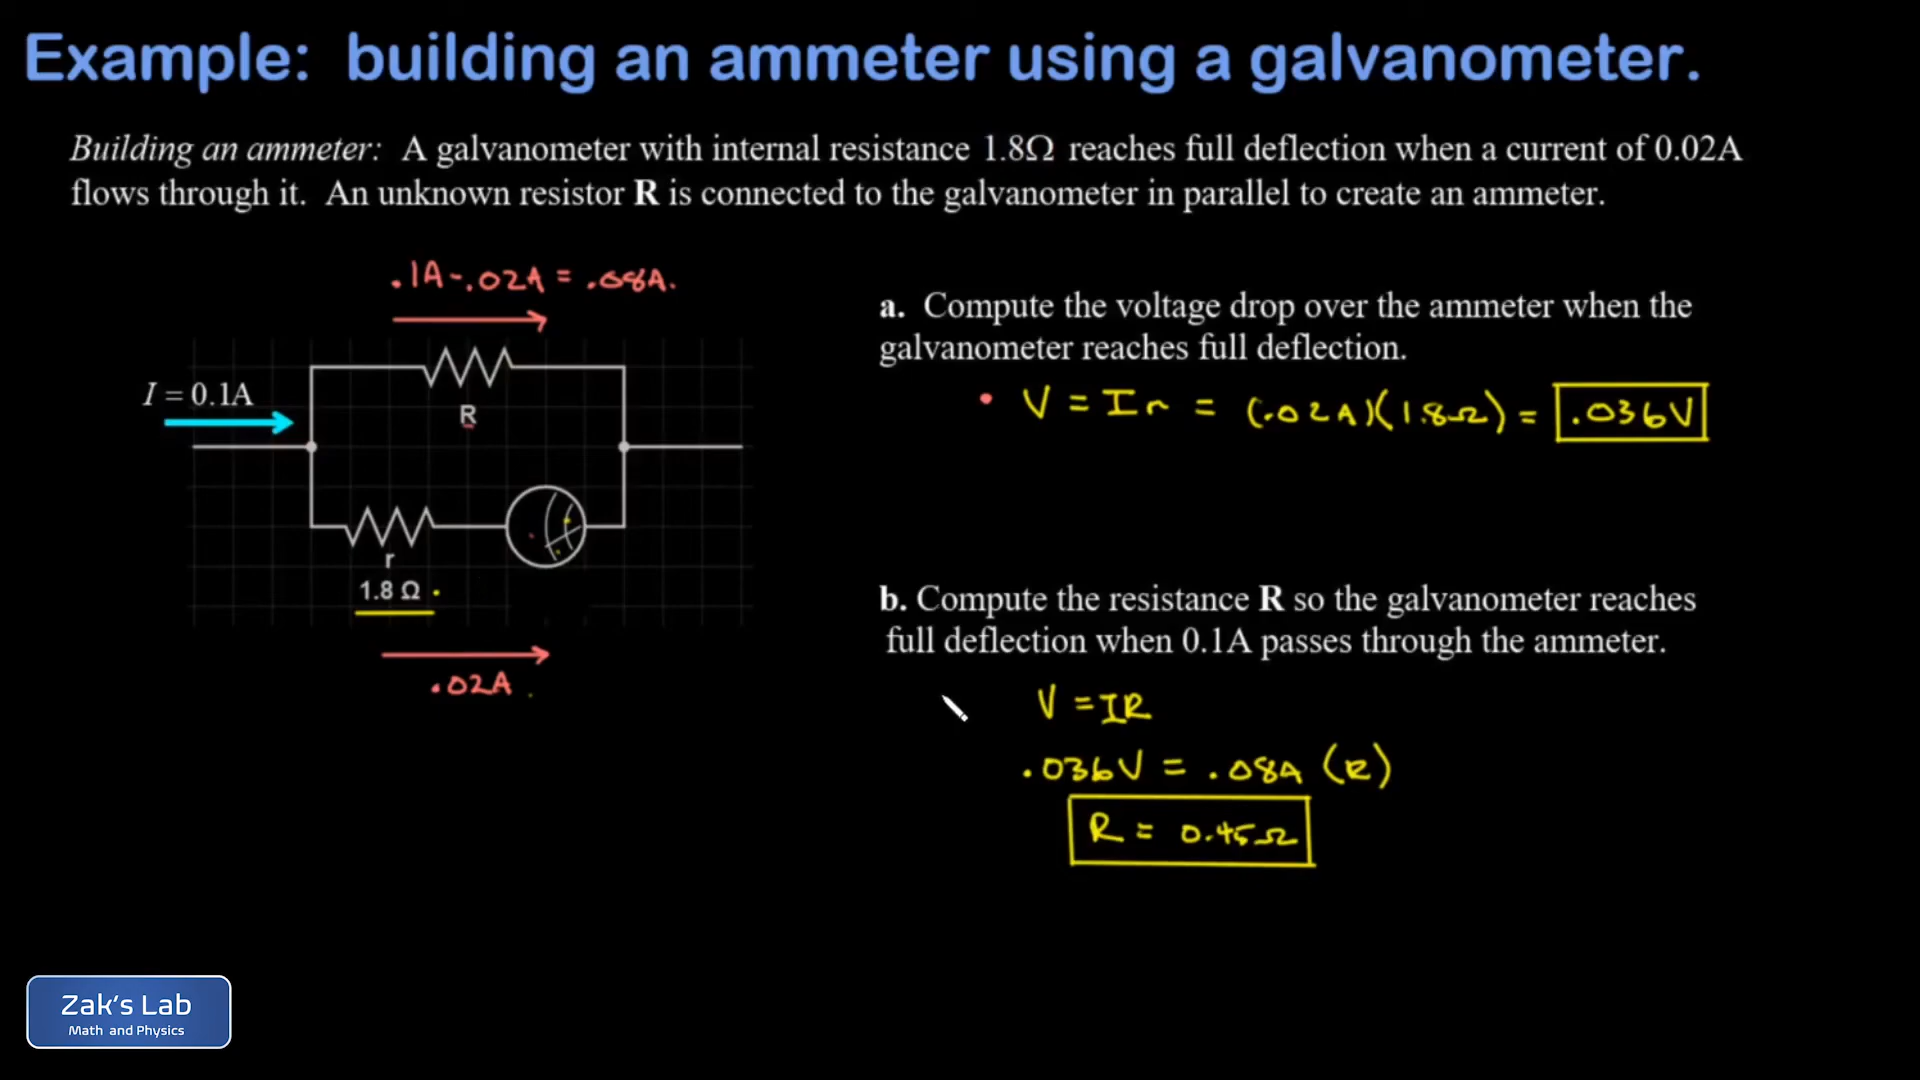 Example: building an ammeter using a galvanometer.
Building an ammeter: A galvanometer with internal resistance 1.8Ω reaches full deflection when a current of 0.02A
flows through it. An unknown resistor R is connected to the galvanometer in parallel to create an ammeter.
.1A-.02A = .08A.
I = 0.1A
R
r
1.8 Ω
.02A
a. Compute the voltage drop over the ammeter when the
galvanometer reaches full deflection.
V = Ir = (.02A)(1.8Ω) = .036V
b. Compute the resistance R so the galvanometer reaches
full deflection when 0.1A passes through the ammeter.
V = IR
.036V = .08A (R)
R = 0.45Ω
Zak's Lab
Math and Physics